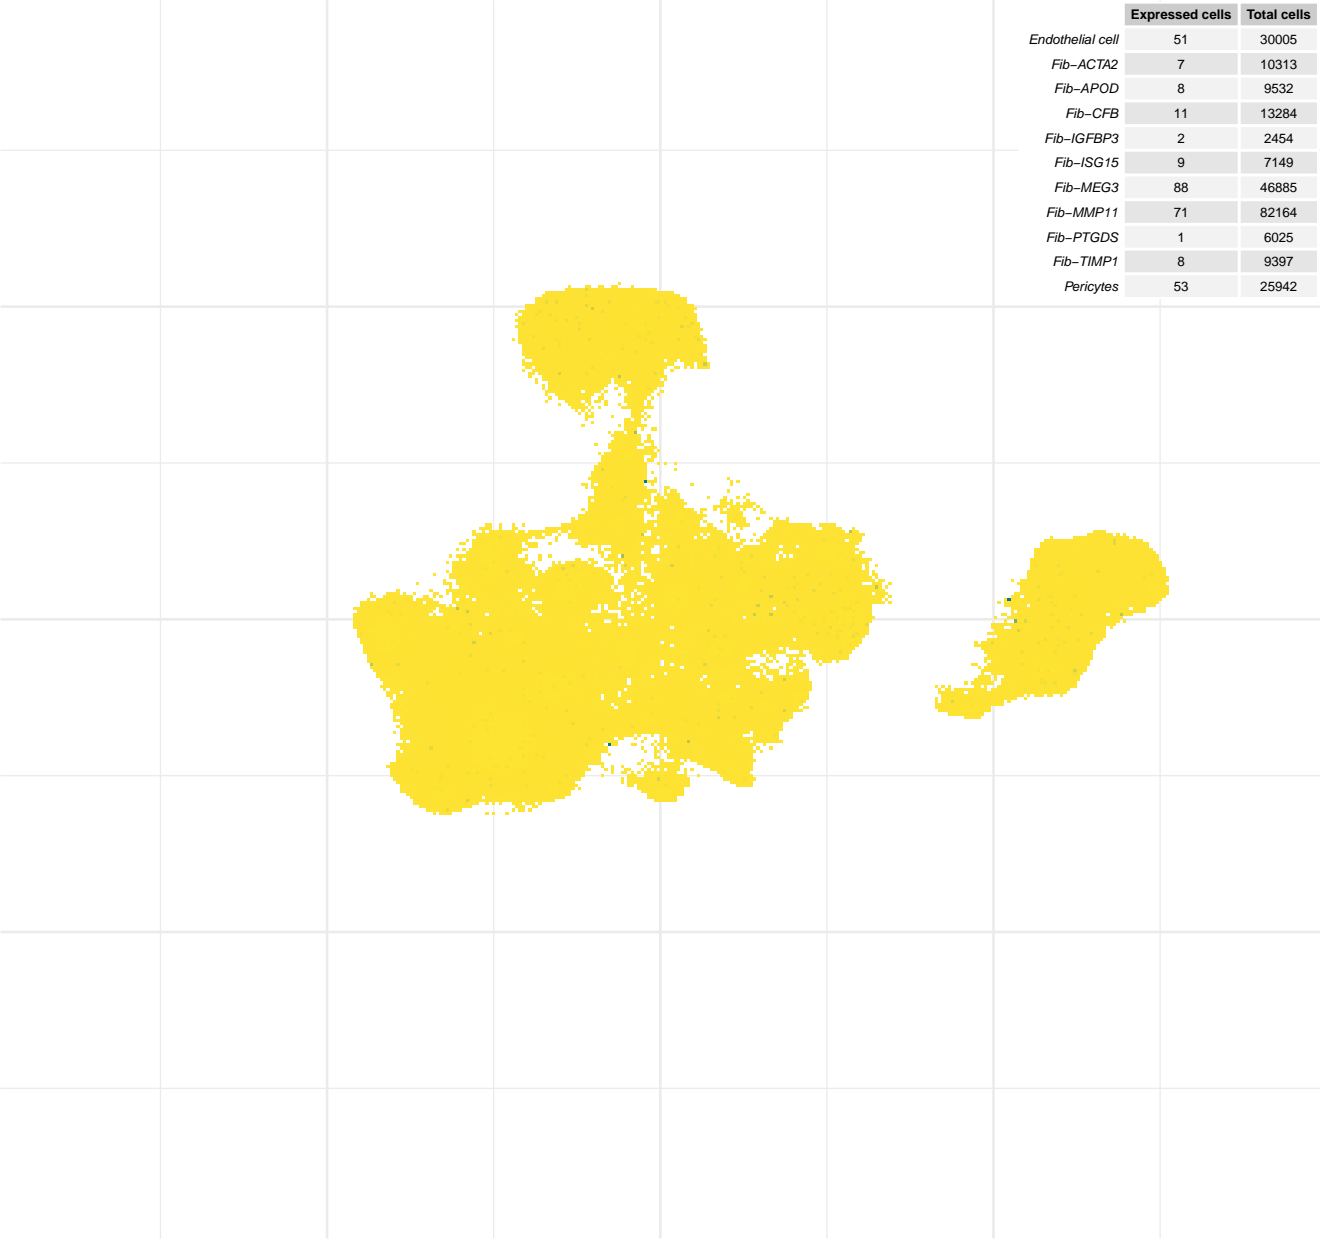 Expressed cells Total cells
Endothelial cell 51 30005
Fib−ACTA2 7 10313
Fib−APOD 8 9532
Fib−CFB 11 13284
Fib−IGFBP3 2 2454
Fib−ISG15 9 7149
Fib−MEG3 88 46885
Fib−MMP11 71 82164
Fib−PTGDS 1 6025
Fib−TIMP1 8 9397
Pericytes 53 25942